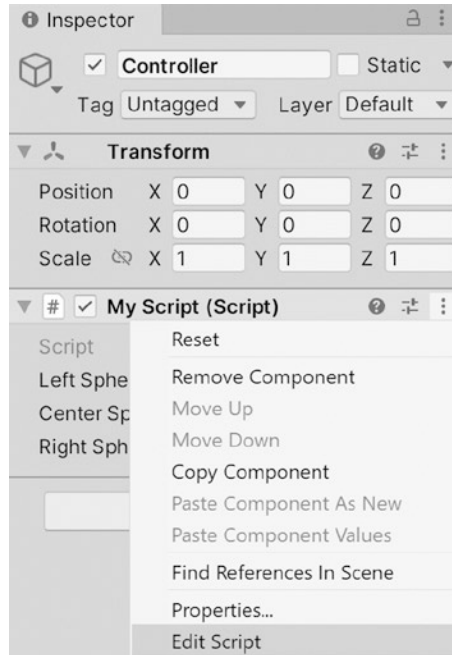 Inspector
Controller Static
Tag Untagged Layer Default
Transform
Position X 0 Y 0 Z 0
Rotation X 0 Y 0 Z 0
Scale X 1 Y 1 Z 1
# My Script (Script)
Script
Left Sphe
Center Sp
Right Sph
Reset
Remove Component
Move Up
Move Down
Copy Component
Paste Component As New
Paste Component Values
Find References In Scene
Properties...
Edit Script